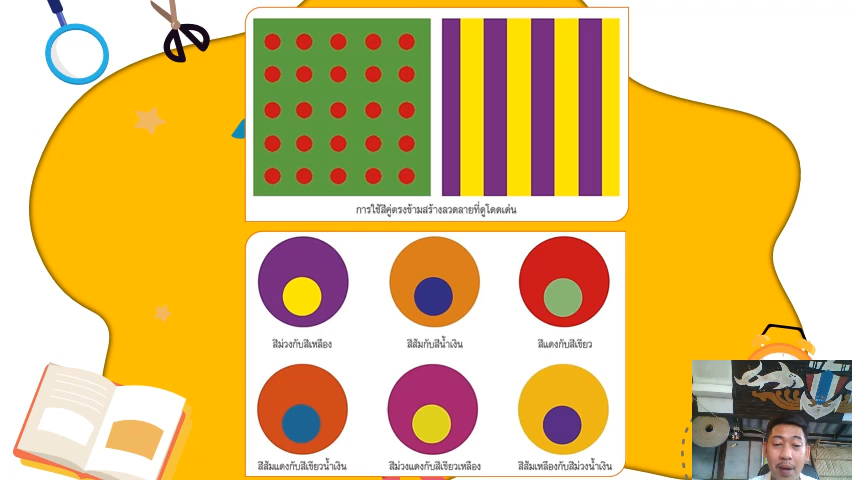 การใช้สีคู่ตรงข้ามสร้างลวดลายที่ดูโดดเด่น
สีม่วงกับสีเหลือง
สีส้มกับสีน้ำเงิน
สีแดงกับสีเขียว
สีส้มแดงกับสีเขียวน้ำเงิน
สีม่วงแดงกับสีเขียวเหลือง
สีส้มเหลืองกับสีม่วงน้ำเงิน